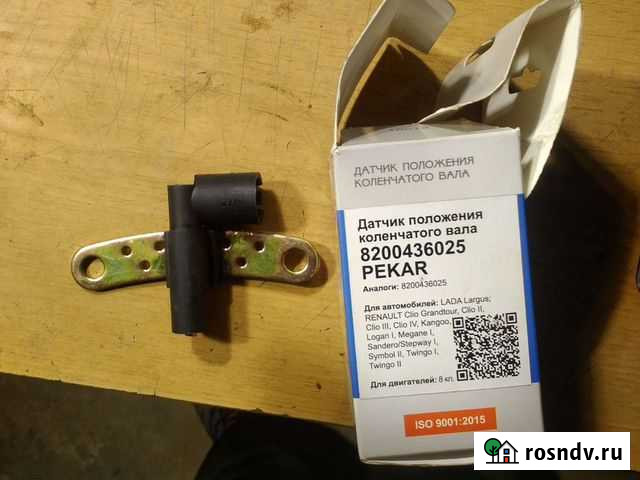 ДАТЧИК ПОЛОЖЕНИЯ
КОЛЕНЧАТОГО ВАЛА
Датчик положения
коленчатого вала
8200436025
PEKAR
Аналоги: 8200436025
Для автомобилей: LADA Largus;
RENAULT Clio Grandtour, Clio II,
Clio III, Clio IV, Kangoo,
Logan I, Megane I,
Sandero/Stepway I,
Symbol II, Twingo I,
Twingo II
Для двигателей: 8 кл.
ISO 9001:2015
rosndv.ru